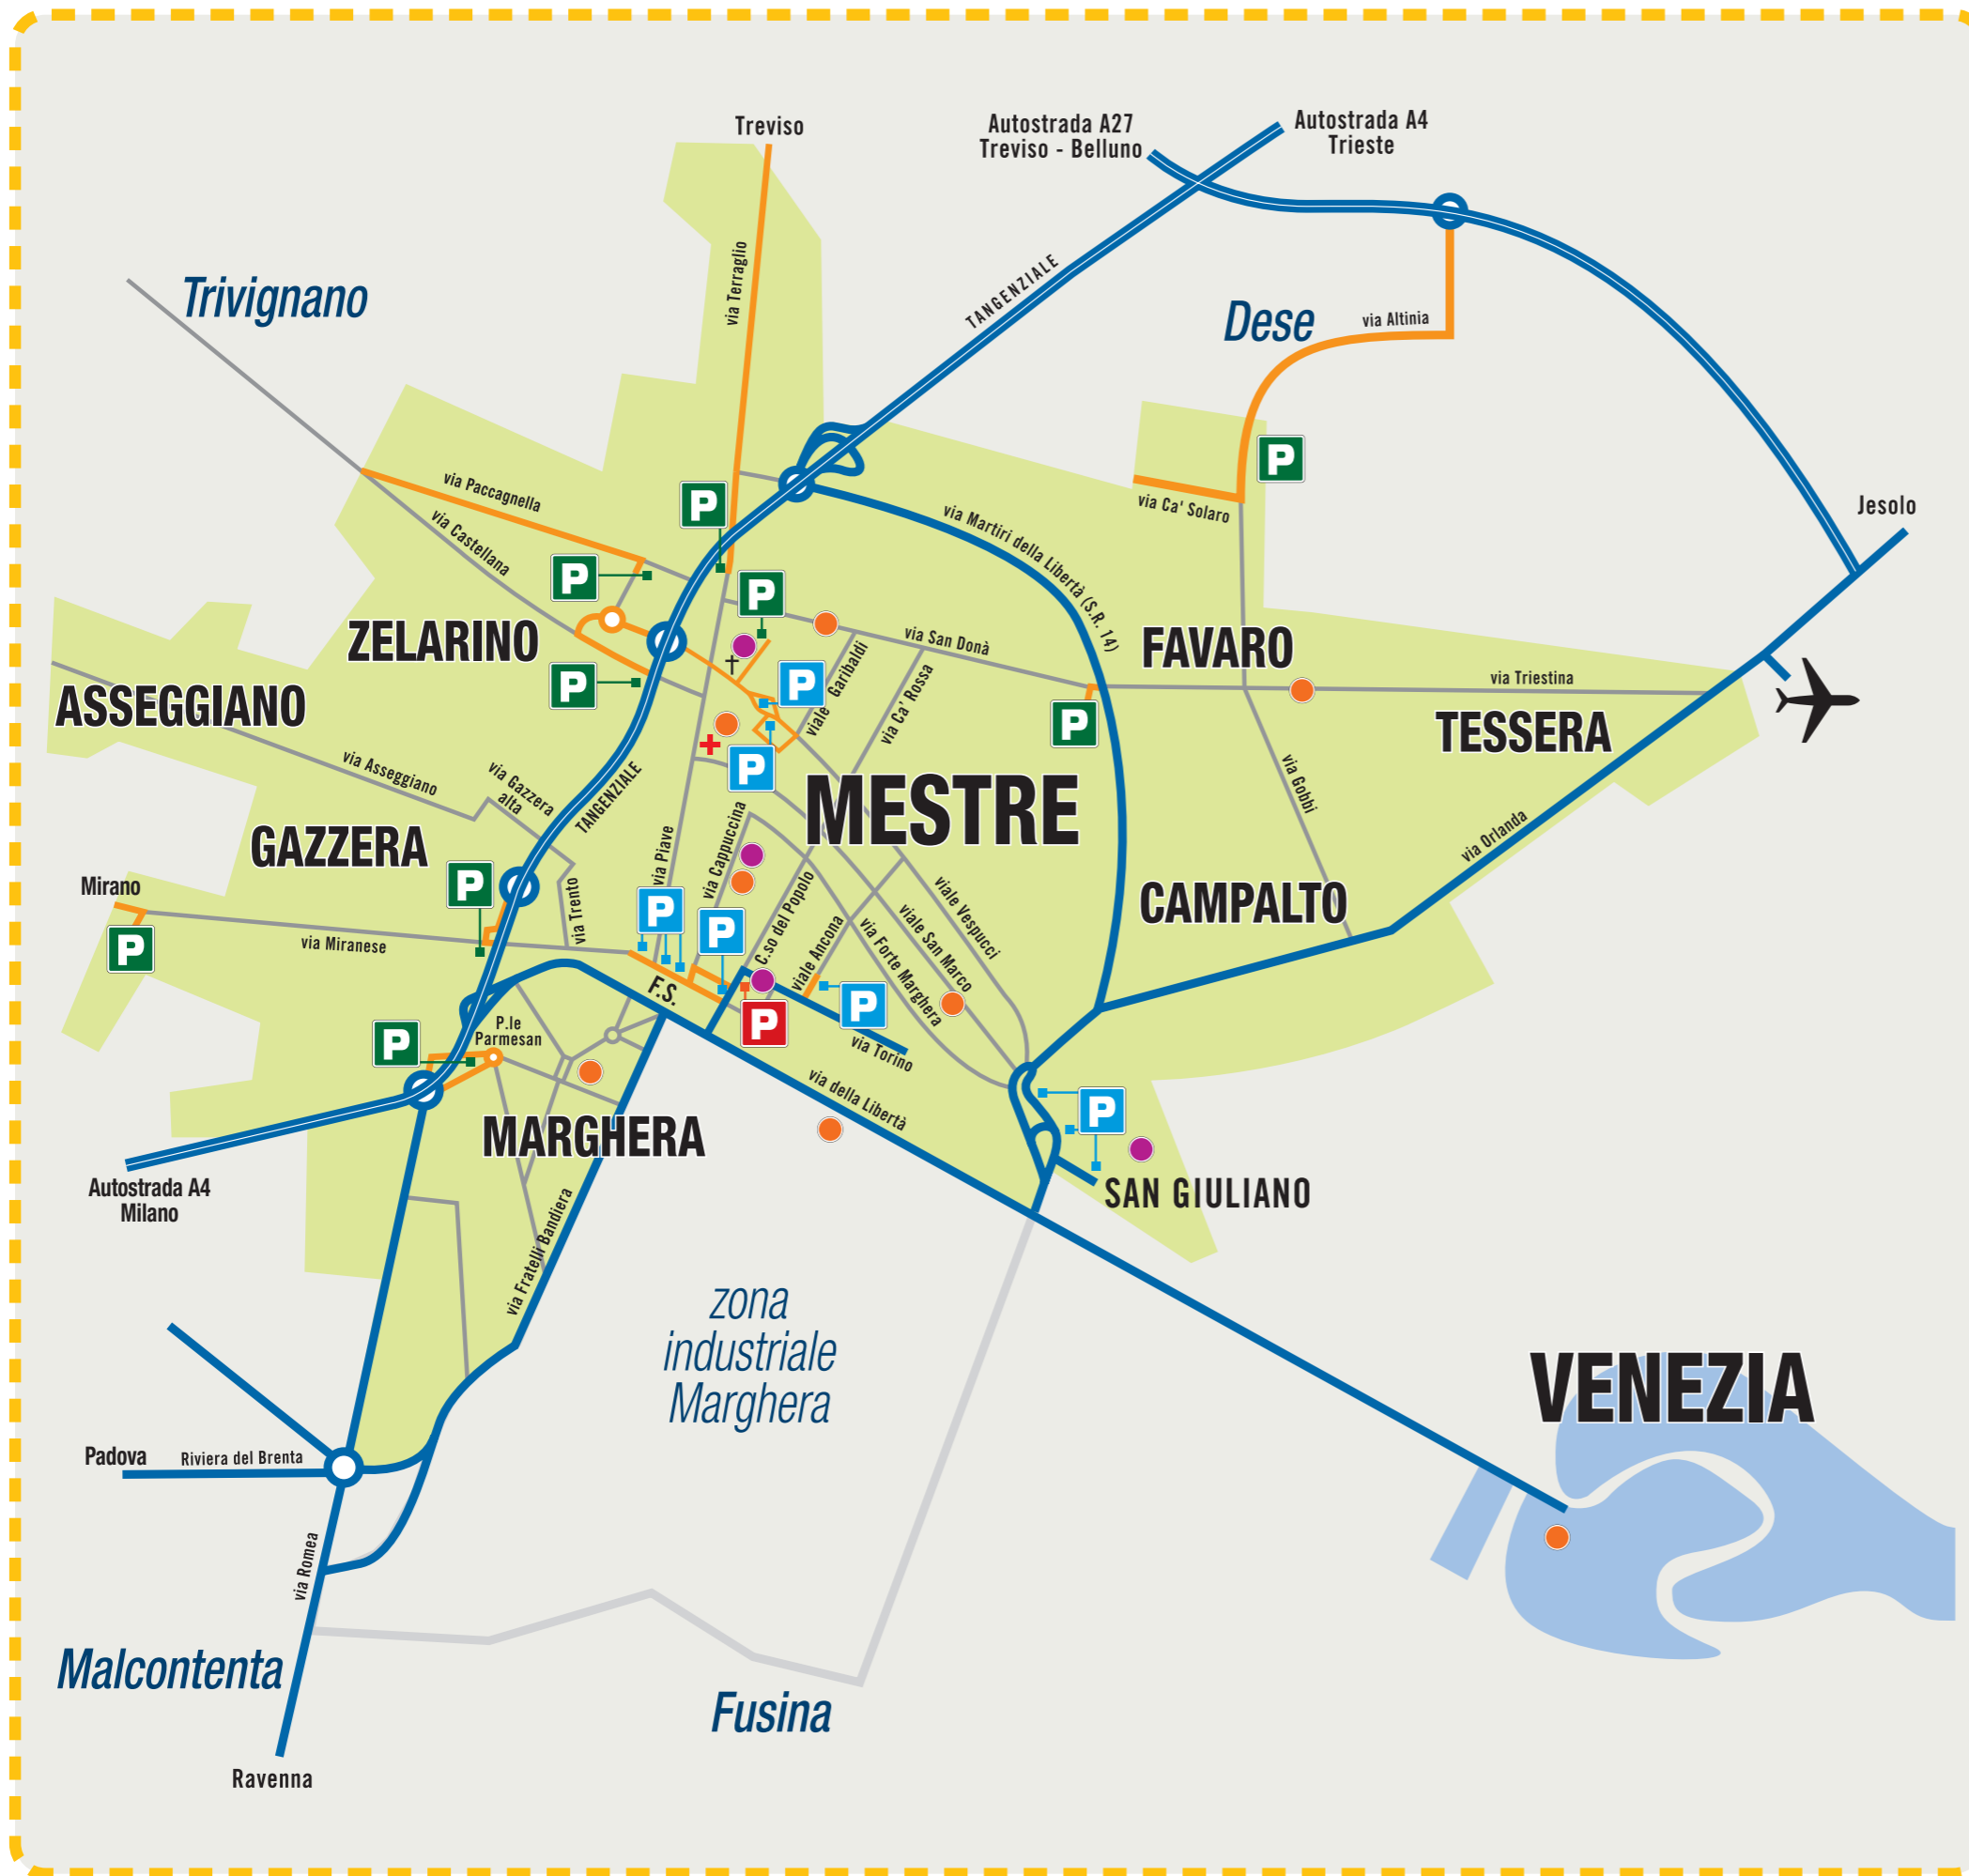 Treviso
Autostrada A27
Treviso - Belluno
Autostrada A4
Trieste
via Terraglio
TANGENZIALE
Trivignano
Dese
via Altinia
P
via Paccagnella
P
via Ca' Solaro
Jesolo
via Castellana
via Martiri della Libertà (S.R. 14)
P
P
ZELARINO
via San Donà
FAVARO
via Triestina
P
P
viale Garibaldi
via Ca' Rossa
ASSEGGIANO
P
TESSERA
via Asseggiano
via Gazzera
alta
TANGENZIALE
P
MESTRE
via Gobbi
via Orlanda
GAZZERA
Mirano
P
via Piave
via Cappuccina
CAMPALTO
P
via Miranese
via Trento
P
P
C.so del Popolo
viale Ancona
via Forte Marghera
viale San Marco
viale Vespucci
F.S.
P
P
P
P.le
Parmesan
via Torino
via della Libertà
P
MARGHERA
SAN GIULIANO
Autostrada A4
Milano
via Fratelli Bandiera
zona
industriale
Marghera
VENEZIA
Padova
Riviera del Brenta
via Romea
Malcontenta
Fusina
Ravenna